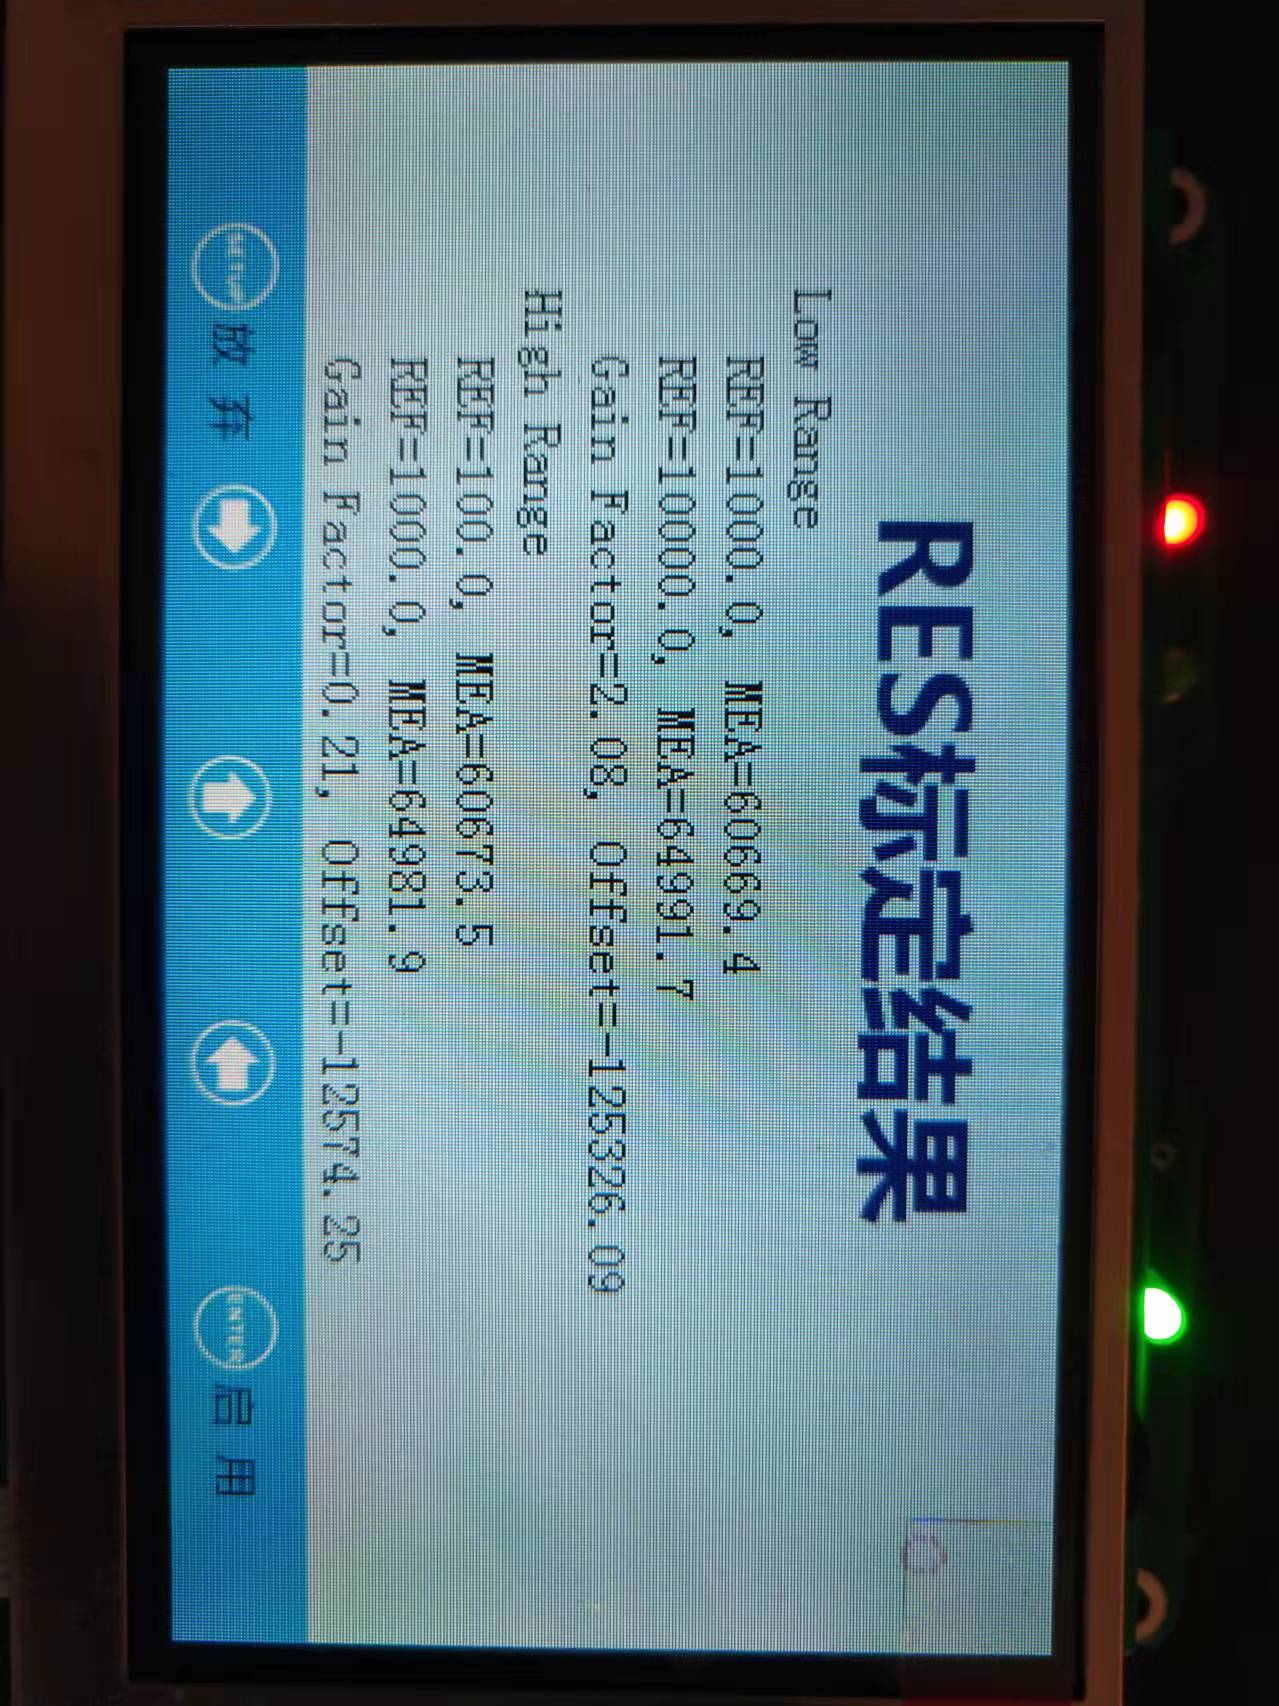 RES标定结果
Low Range
REF=1000.0, MEA=60669.4
REF=10000.0, MEA=64991.7
Gain Factor=2.08, Offset=-125326.09
High Range
REF=100.0, MEA=60673.5
REF=1000.0, MEA=64981.9
Gain Factor=0.21, Offset=-12574.25
SETUP 放弃 ENTER 启用